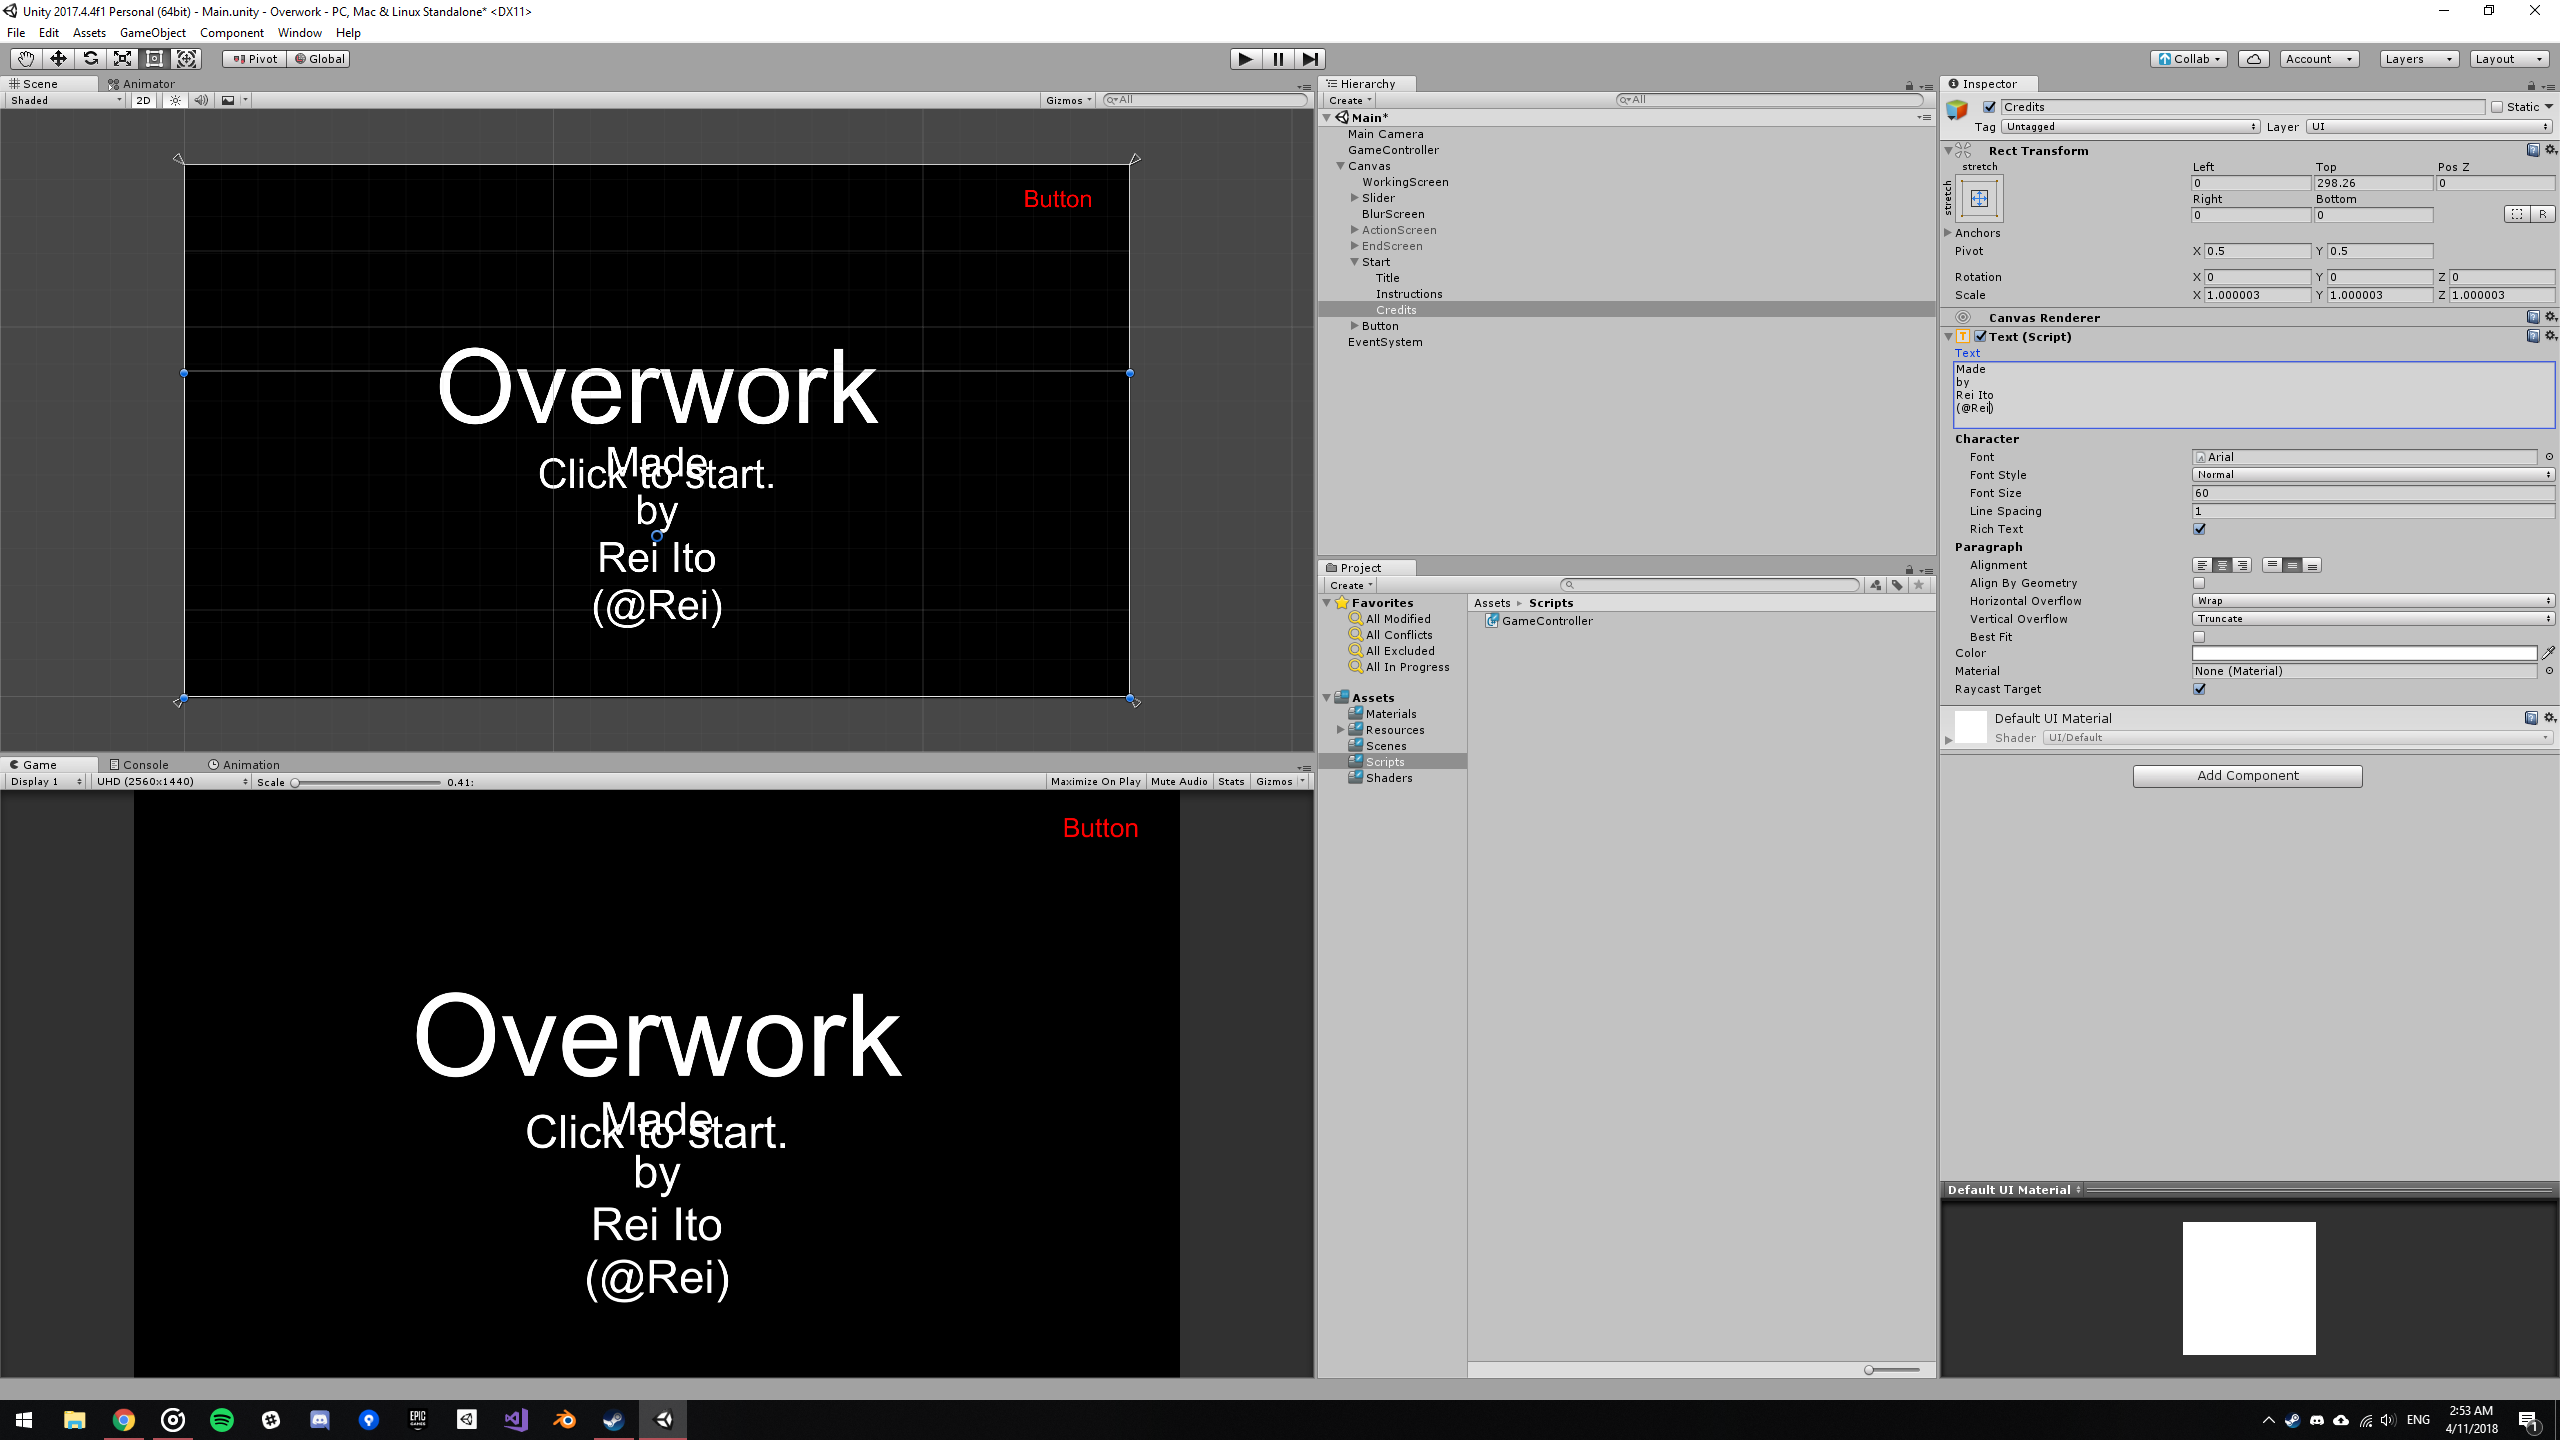 Unity 2017.4.4f1 Personal (64bit) - Main.unity - Overwork - PC, Mac & Linux Standalone* <DX11>
File Edit Assets GameObject Component Window Help
Pivot Global Collab Account Layers Layout
Scene Animator
Shaded 2D Gizmos All
Button
Overwork
Made
Click to start.
by
Rei Ito
(@Rei)
Game Console Animation
Display 1 UHD (2560x1440) Scale 0.41: Maximize On Play Mute Audio Stats Gizmos
Button
Overwork
Made
Click to start.
by
Rei Ito
(@Rei)
Hierarchy
Create All
Main*
Main Camera
GameController
Canvas
WorkingScreen
Slider
BlurScreen
ActionScreen
EndScreen
Start
Title
Instructions
Credits
Button
EventSystem
Project
Create
Favorites
All Modified
All Conflicts
All Excluded
All In Progress
Assets
Materials
Resources
Scenes
Scripts
Shaders
Assets Scripts
GameController
Inspector
Credits Static
Tag Untagged Layer UI
Rect Transform
stretch Left Top Pos Z
stretch 0 298.26 0
Right Bottom
0 0 R
Anchors
Pivot X 0.5 Y 0.5
Rotation X 0 Y 0 Z 0
Scale X 1.000003 Y 1.000003 Z 1.000003
Canvas Renderer
Text (Script)
Text
Made
by
Rei Ito
(@Rei)
Character
Font Arial
Font Style Normal
Font Size 60
Line Spacing 1
Rich Text
Paragraph
Alignment
Align By Geometry
Horizontal Overflow Wrap
Vertical Overflow Truncate
Best Fit
Color
Material None (Material)
Raycast Target
Default UI Material
Shader UI/Default
Add Component
Default UI Material
EPIC GAMES
ENG 2:53 AM
4/11/2018
1